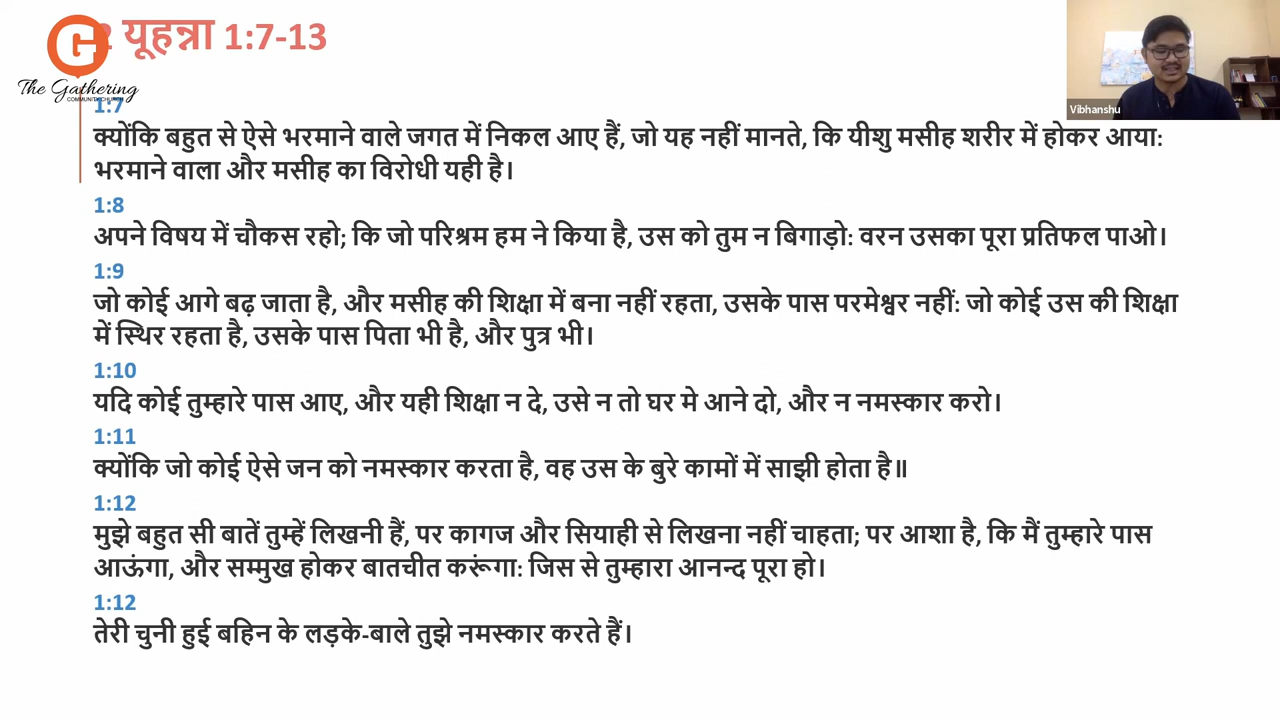 2 यूहन्ना 1:7-13
G
The Gathering
COMMUNITY CHURCH
Vibhanshu
1:7
क्योंकि बहुत से ऐसे भरमाने वाले जगत में निकल आए हैं, जो यह नहीं मानते, कि यीशु मसीह शरीर में होकर आया:
भरमाने वाला और मसीह का विरोधी यही है।
1:8
अपने विषय में चौकस रहो; कि जो परिश्रम हम ने किया है, उस को तुम न बिगाड़ो: वरन उसका पूरा प्रतिफल पाओ।
1:9
जो कोई आगे बढ़ जाता है, और मसीह की शिक्षा में बना नहीं रहता, उसके पास परमेश्वर नहीं: जो कोई उस की शिक्षा
में स्थिर रहता है, उसके पास पिता भी है, और पुत्र भी।
1:10
यदि कोई तुम्हारे पास आए, और यही शिक्षा न दे, उसे न तो घर मे आने दो, और न नमस्कार करो।
1:11
क्योंकि जो कोई ऐसे जन को नमस्कार करता है, वह उस के बुरे कामों में साझी होता है॥
1:12
मुझे बहुत सी बातें तुम्हें लिखनी हैं, पर कागज और सियाही से लिखना नहीं चाहता; पर आशा है, कि मैं तुम्हारे पास
आऊंगा, और सम्मुख होकर बातचीत करूंगा: जिस से तुम्हारा आनन्द पूरा हो।
1:12
तेरी चुनी हुई बहिन के लड़के-बाले तुझे नमस्कार करते हैं।